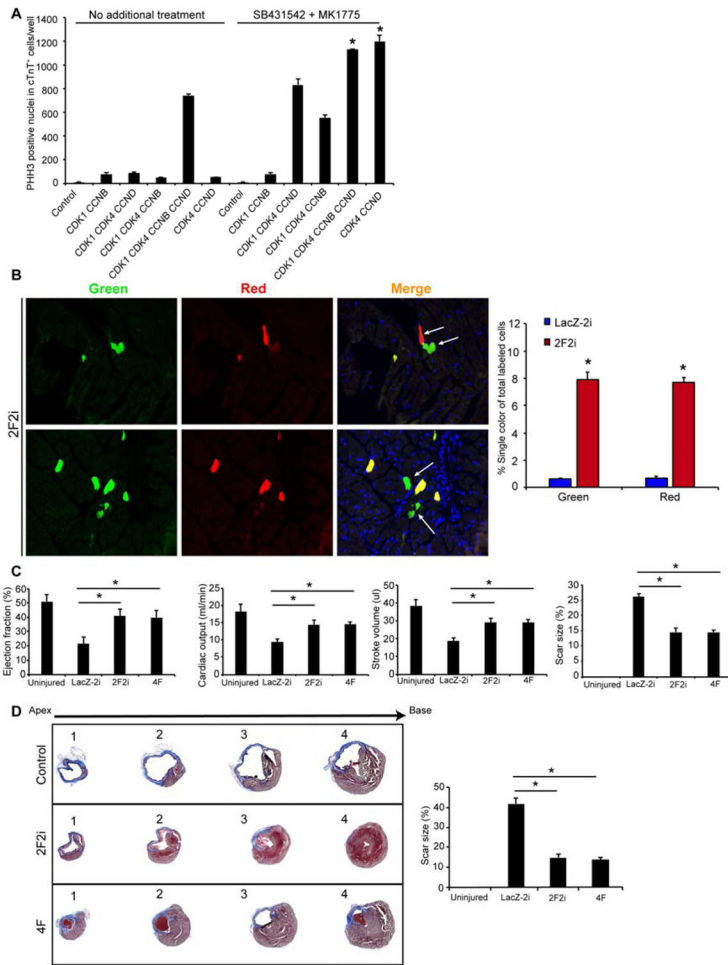 A
No additional treatment
SB431542 + MK1775
PHH3 positive nuclei in cTnT+ cells/well
1400
1200
1000
800
600
400
200
0
*
*
Control
CDK1 CCNB
CDK1 CDK4 CCND
CDK1 CDK4 CCNB
CDK1 CDK4 CCNB CCND
CDK4 CCND
Control
CDK1 CCNB
CDK1 CDK4 CCND
CDK1 CDK4 CCNB
CDK1 CDK4 CCNB CCND
CDK4 CCND
B
Green
Red
Merge
2F2i
% Single color of total labeled cells
12
10
8
6
4
2
0
LacZ-2i
2F2i
*
*
Green
Red
C
Ejection fraction (%)
60
50
40
30
20
10
0
*
*
Uninjured
LacZ-2i
2F2i
4F
Cardiac output (ml/min)
25
20
15
10
5
0
*
*
Uninjured
LacZ-2i
2F2i
4F
Stroke volume (ul)
60
40
20
0
*
*
Uninjured
LacZ-2i
2F2i
4F
Scar size (%)
30
25
20
15
10
5
0
*
*
Uninjured
LacZ-2i
2F2i
4F
D
Apex
Base
Control
1
2
3
4
2F2i
1
2
3
4
4F
1
2
3
4
Scar size (%)
50
40
30
20
10
0
*
*
Uninjured
LacZ-2i
2F2i
4F